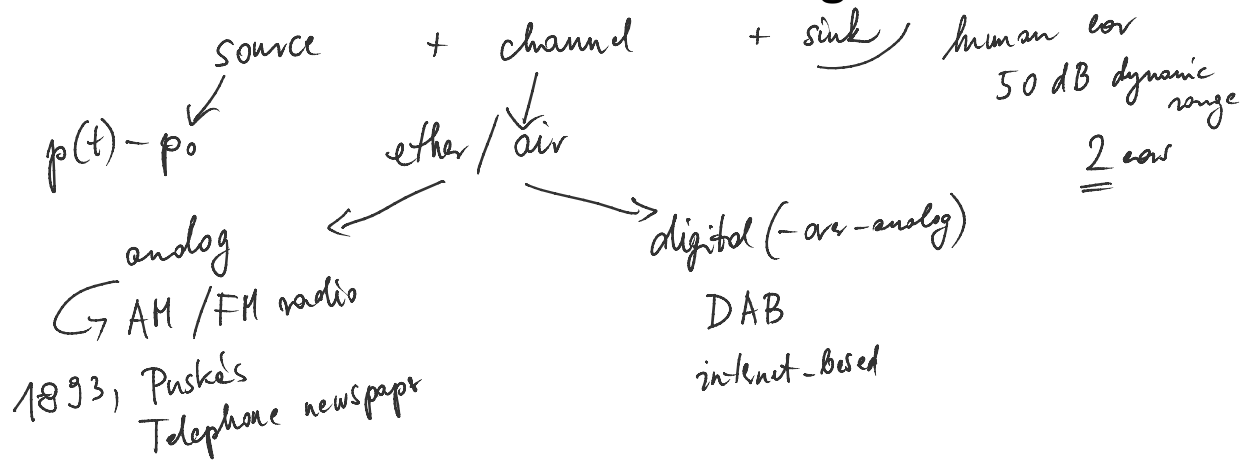 source + channel + sink human ear
50 dB dynamic
range
p(t) - p₀ ether / air
2 ears
analog digital (-over-analog)
AM / FM radio DAB
1893, Puskás internet-based
Telephone newspapr